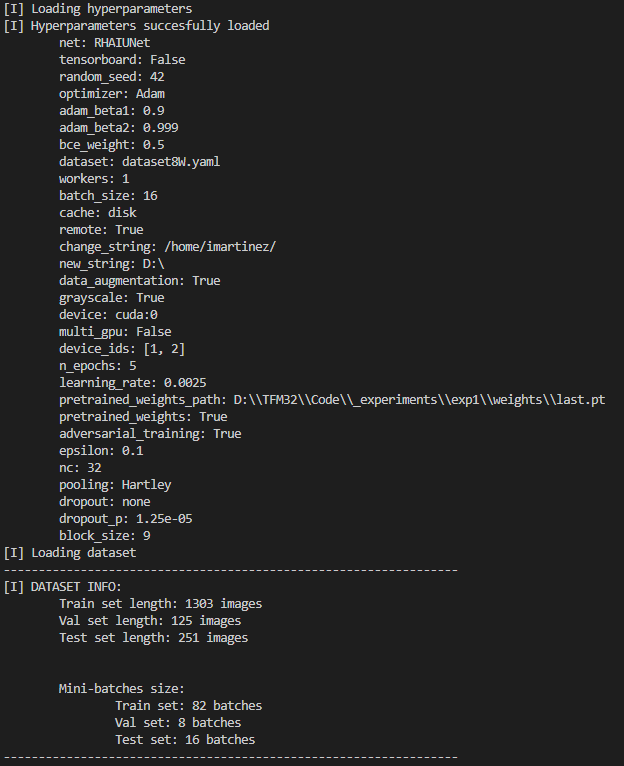 [I] Loading hyperparameters
[I] Hyperparameters succesfully loaded
net: RHAIUNet
tensorboard: False
random_seed: 42
optimizer: Adam
adam_beta1: 0.9
adam_beta2: 0.999
bce_weight: 0.5
dataset: dataset8W.yaml
workers: 1
batch_size: 16
cache: disk
remote: True
change_string: /home/imartinez/
new_string: D:\
data_augmentation: True
grayscale: True
device: cuda:0
multi_gpu: False
device_ids: [1, 2]
n_epochs: 5
learning_rate: 0.0025
pretrained_weights_path: D:\\TFM32\\Code\\_experiments\\exp1\\weights\\last.pt
pretrained_weights: True
adversarial_training: True
epsilon: 0.1
nc: 32
pooling: Hartley
dropout: none
dropout_p: 1.25e-05
block_size: 9
[I] Loading dataset
-----------------------------------------------------------------
[I] DATASET INFO:
Train set length: 1303 images
Val set length: 125 images
Test set length: 251 images
Mini-batches size:
Train set: 82 batches
Val set: 8 batches
Test set: 16 batches
-----------------------------------------------------------------